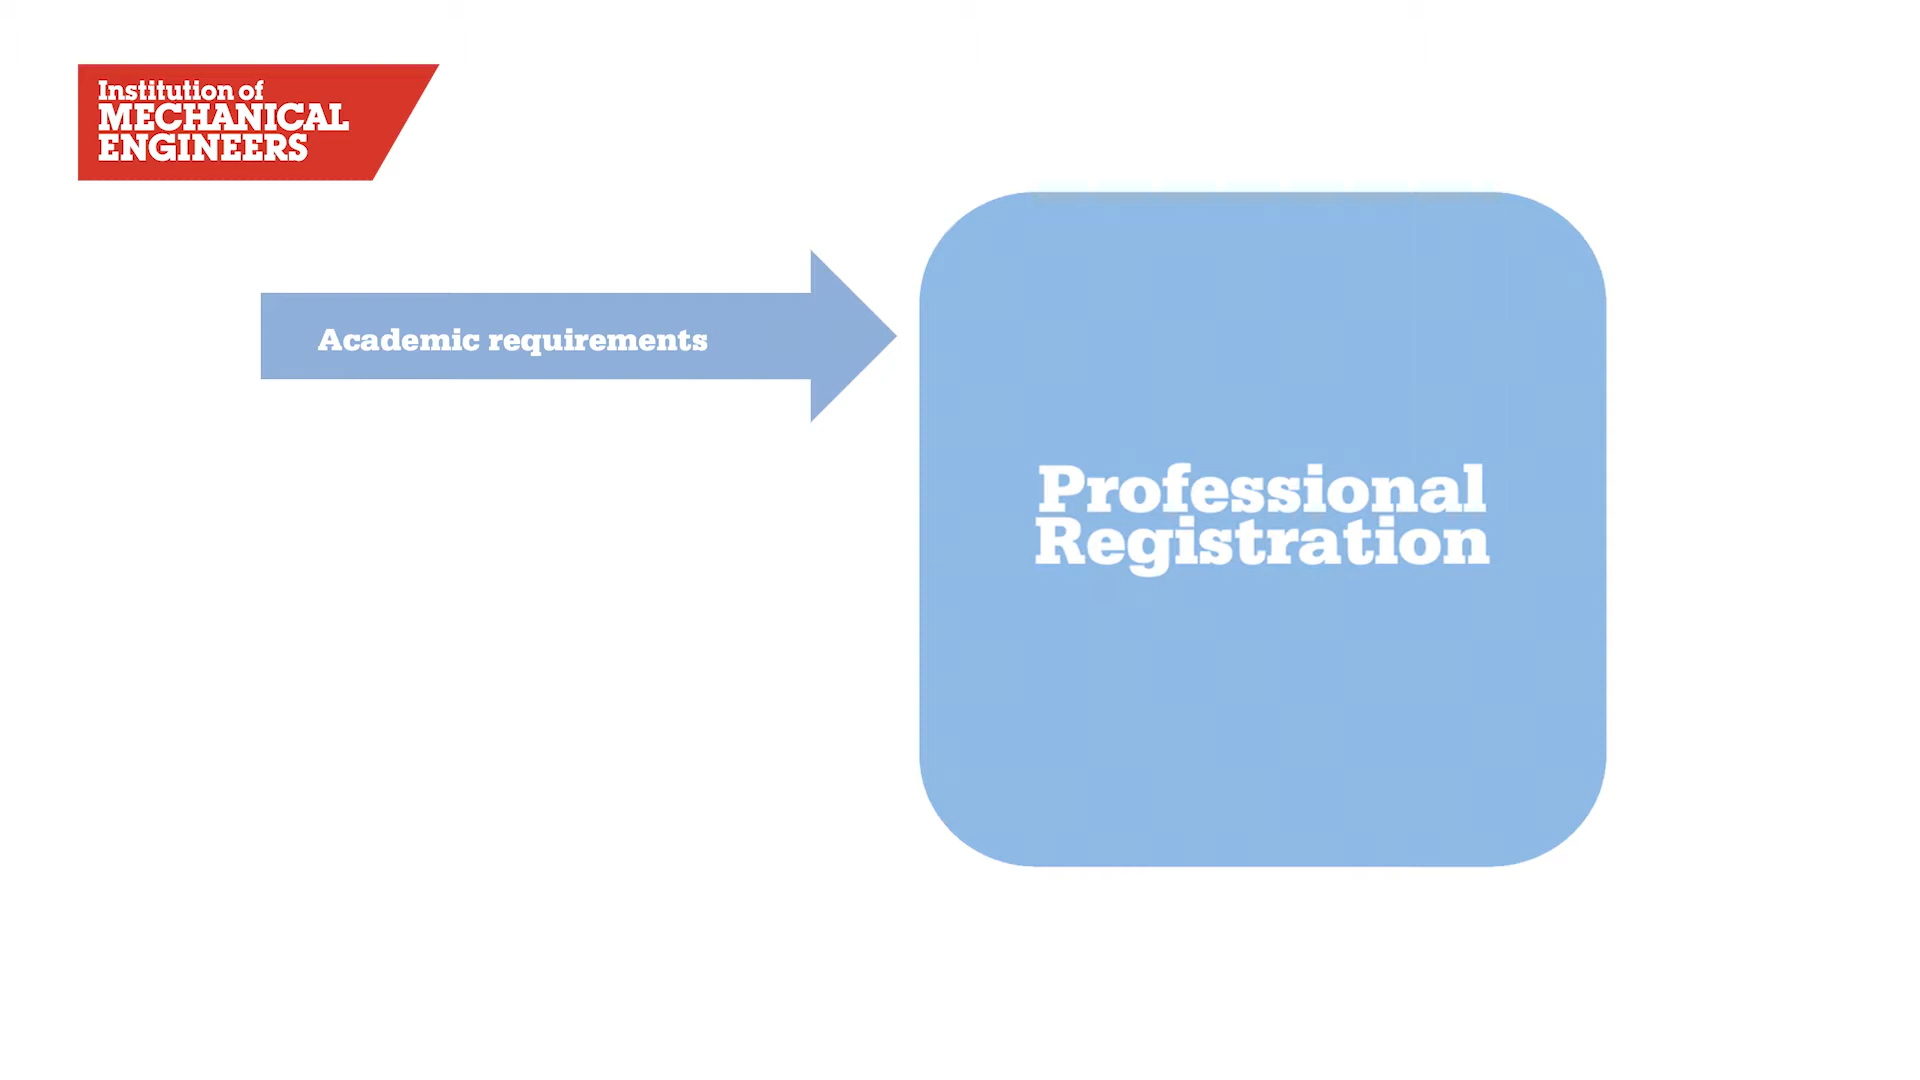 Institution of
MECHANICAL
ENGINEERS
Academic requirements
Professional
Registration